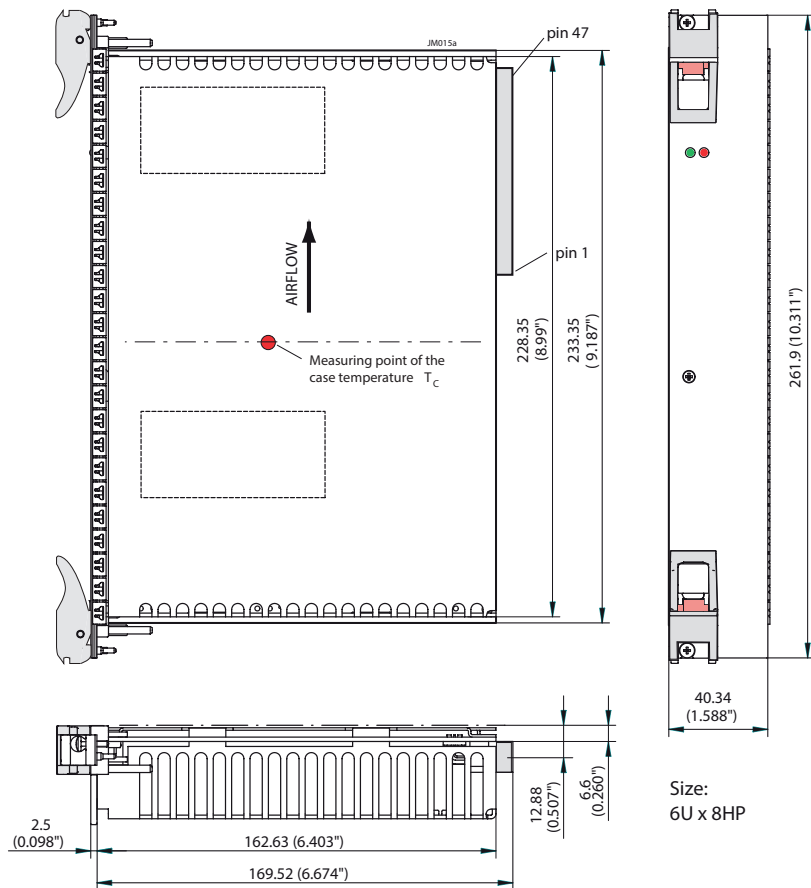 JM015a
pin 47
pin 1
AIRFLOW
Measuring point of the
case temperature T_C
228.35
(8.99")
233.35
( 9.187")
261.9 (10.311")
40.34
(1.588")
2.5
(0.098")
162.63 (6.403")
169.52 (6.674")
12.88
(0.507")
6.6
(0.260")
Size:
6U x 8HP